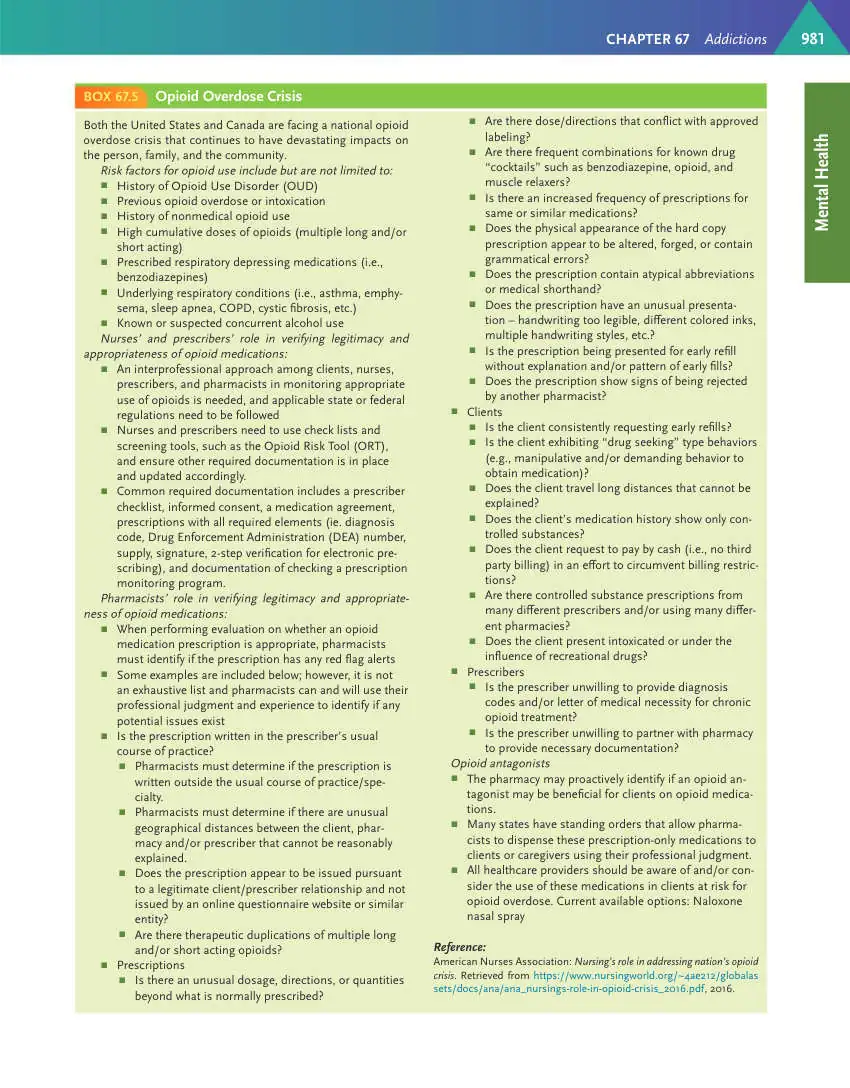 CHAPTER 67 Addictions 981
Mental Health
BOX 67.5 Opioid Overdose Crisis
Both the United States and Canada are facing a national opioid
overdose crisis that continues to have devastating impacts on
the person, family, and the community.
Risk factors for opioid use include but are not limited to:
■ History of Opioid Use Disorder (OUD)
■ Previous opioid overdose or intoxication
■ History of nonmedical opioid use
■ High cumulative doses of opioids (multiple long and/or
short acting)
■ Prescribed respiratory depressing medications (i.e.,
benzodiazepines)
■ Underlying respiratory conditions (i.e., asthma, emphy-
sema, sleep apnea, COPD, cystic fibrosis, etc.)
■ Known or suspected concurrent alcohol use
Nurses' and prescribers' role in verifying legitimacy and
appropriateness of opioid medications:
■ An interprofessional approach among clients, nurses,
prescribers, and pharmacists in monitoring appropriate
use of opioids is needed, and applicable state or federal
regulations need to be followed
■ Nurses and prescribers need to use check lists and
screening tools, such as the Opioid Risk Tool (ORT),
and ensure other required documentation is in place
and updated accordingly.
■ Common required documentation includes a prescriber
checklist, informed consent, a medication agreement,
prescriptions with all required elements (ie. diagnosis
code, Drug Enforcement Administration (DEA) number,
supply, signature, 2-step verification for electronic pre-
scribing), and documentation of checking a prescription
monitoring program.
Pharmacists' role in verifying legitimacy and appropriate-
ness of opioid medications:
■ When performing evaluation on whether an opioid
medication prescription is appropriate, pharmacists
must identify if the prescription has any red flag alerts
■ Some examples are included below; however, it is not
an exhaustive list and pharmacists can and will use their
professional judgment and experience to identify if any
potential issues exist
■ Is the prescription written in the prescriber's usual
course of practice?
■ Pharmacists must determine if the prescription is
written outside the usual course of practice/spe-
cialty.
■ Pharmacists must determine if there are unusual
geographical distances between the client, phar-
macy and/or prescriber that cannot be reasonably
explained.
■ Does the prescription appear to be issued pursuant
to a legitimate client/prescriber relationship and not
issued by an online questionnaire website or similar
entity?
■ Are there therapeutic duplications of multiple long
and/or short acting opioids?
■ Prescriptions
■ Is there an unusual dosage, directions, or quantities
beyond what is normally prescribed?
■ Are there dose/directions that conflict with approved
labeling?
■ Are there frequent combinations for known drug
"cocktails" such as benzodiazepine, opioid, and
muscle relaxers?
■ Is there an increased frequency of prescriptions for
same or similar medications?
■ Does the physical appearance of the hard copy
prescription appear to be altered, forged, or contain
grammatical errors?
■ Does the prescription contain atypical abbreviations
or medical shorthand?
■ Does the prescription have an unusual presenta-
tion – handwriting too legible, different colored inks,
multiple handwriting styles, etc.?
■ Is the prescription being presented for early refill
without explanation and/or pattern of early fills?
■ Does the prescription show signs of being rejected
by another pharmacist?
■ Clients
■ Is the client consistently requesting early refills?
■ Is the client exhibiting "drug seeking" type behaviors
(e.g., manipulative and/or demanding behavior to
obtain medication)?
■ Does the client travel long distances that cannot be
explained?
■ Does the client's medication history show only con-
trolled substances?
■ Does the client request to pay by cash (i.e., no third
party billing) in an effort to circumvent billing restric-
tions?
■ Are there controlled substance prescriptions from
many different prescribers and/or using many differ-
ent pharmacies?
■ Does the client present intoxicated or under the
influence of recreational drugs?
■ Prescribers
■ Is the prescriber unwilling to provide diagnosis
codes and/or letter of medical necessity for chronic
opioid treatment?
■ Is the prescriber unwilling to partner with pharmacy
to provide necessary documentation?
Opioid antagonists
■ The pharmacy may proactively identify if an opioid an-
tagonist may be beneficial for clients on opioid medica-
tions.
■ Many states have standing orders that allow pharma-
cists to dispense these prescription-only medications to
clients or caregivers using their professional judgment.
■ All healthcare providers should be aware of and/or con-
sider the use of these medications in clients at risk for
opioid overdose. Current available options: Naloxone
nasal spray
Reference:
American Nurses Association: Nursing's role in addressing nation's opioid
crisis. Retrieved from https://www.nursingworld.org/~4ae212/globalas
sets/docs/ana/ana_nursings-role-in-opioid-crisis_2016.pdf, 2016.